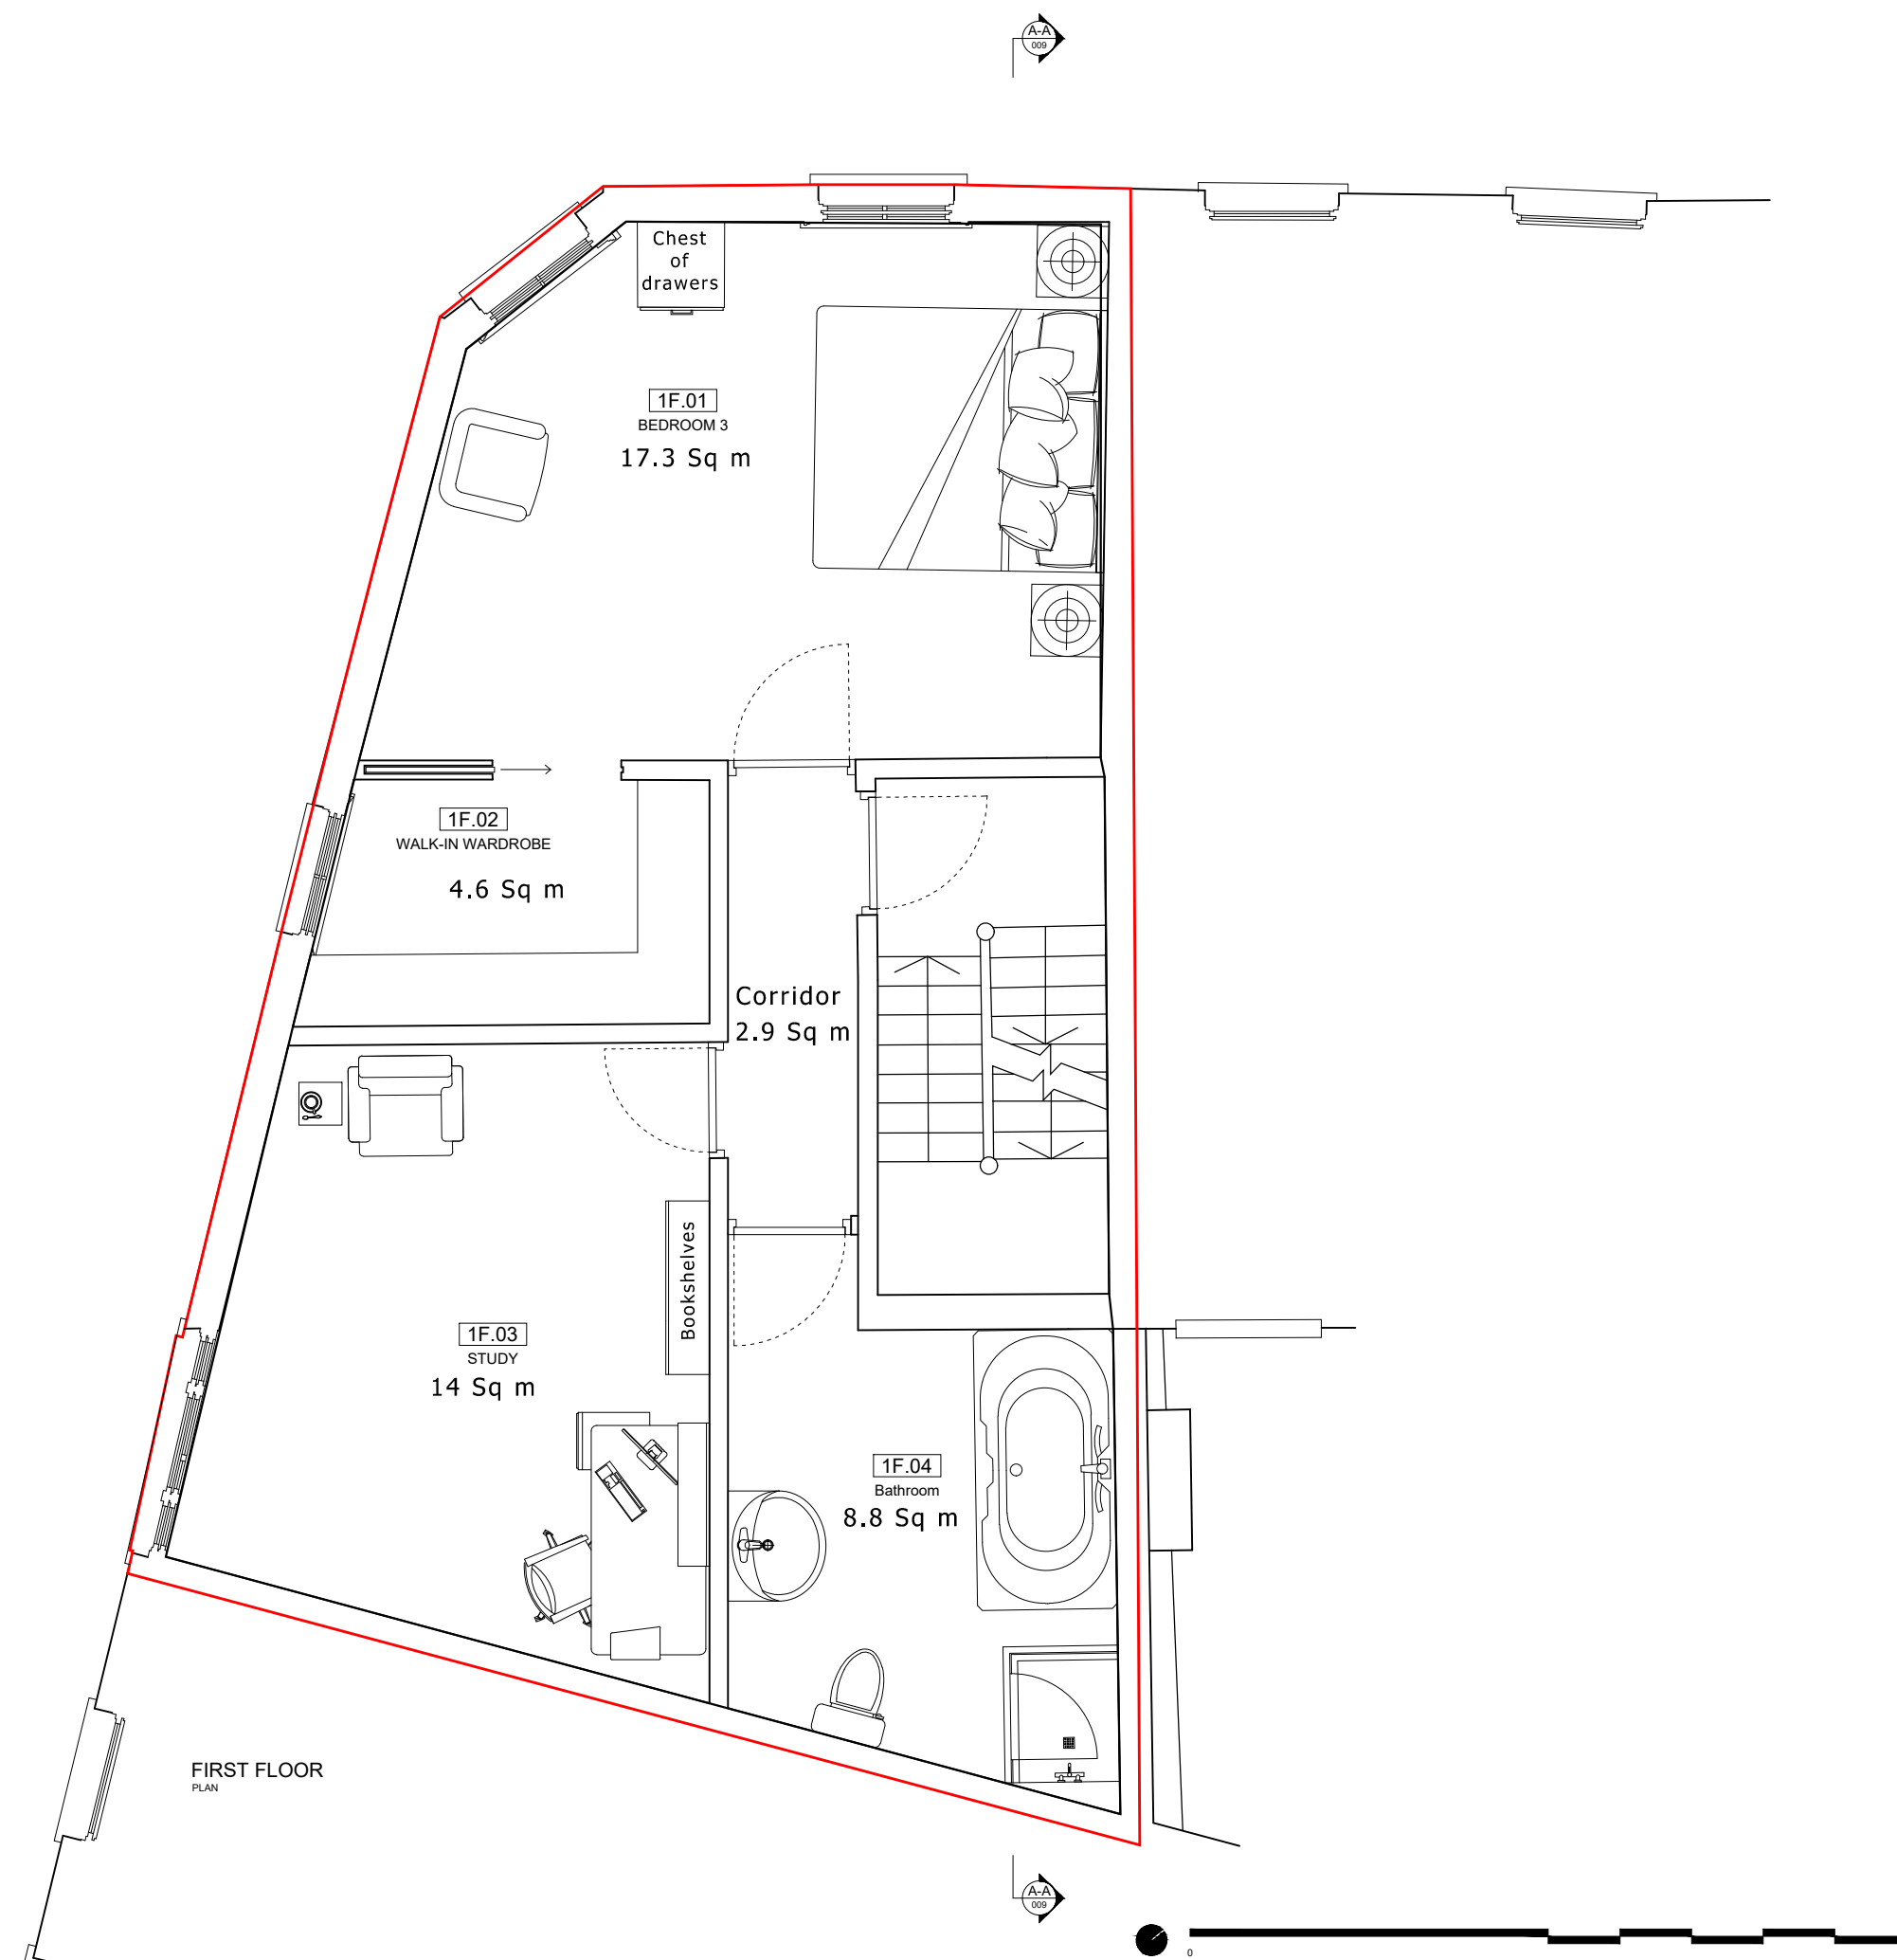 A-A
009
Chest
of
drawers
1F.01
BEDROOM 3
17.3 Sq m
1F.02
WALK-IN WARDROBE
4.6 Sq m
Corridor
2.9 Sq m
Bookshelves
1F.03
STUDY
14 Sq m
1F.04
Bathroom
8.8 Sq m
FIRST FLOOR
PLAN
A-A
009
0